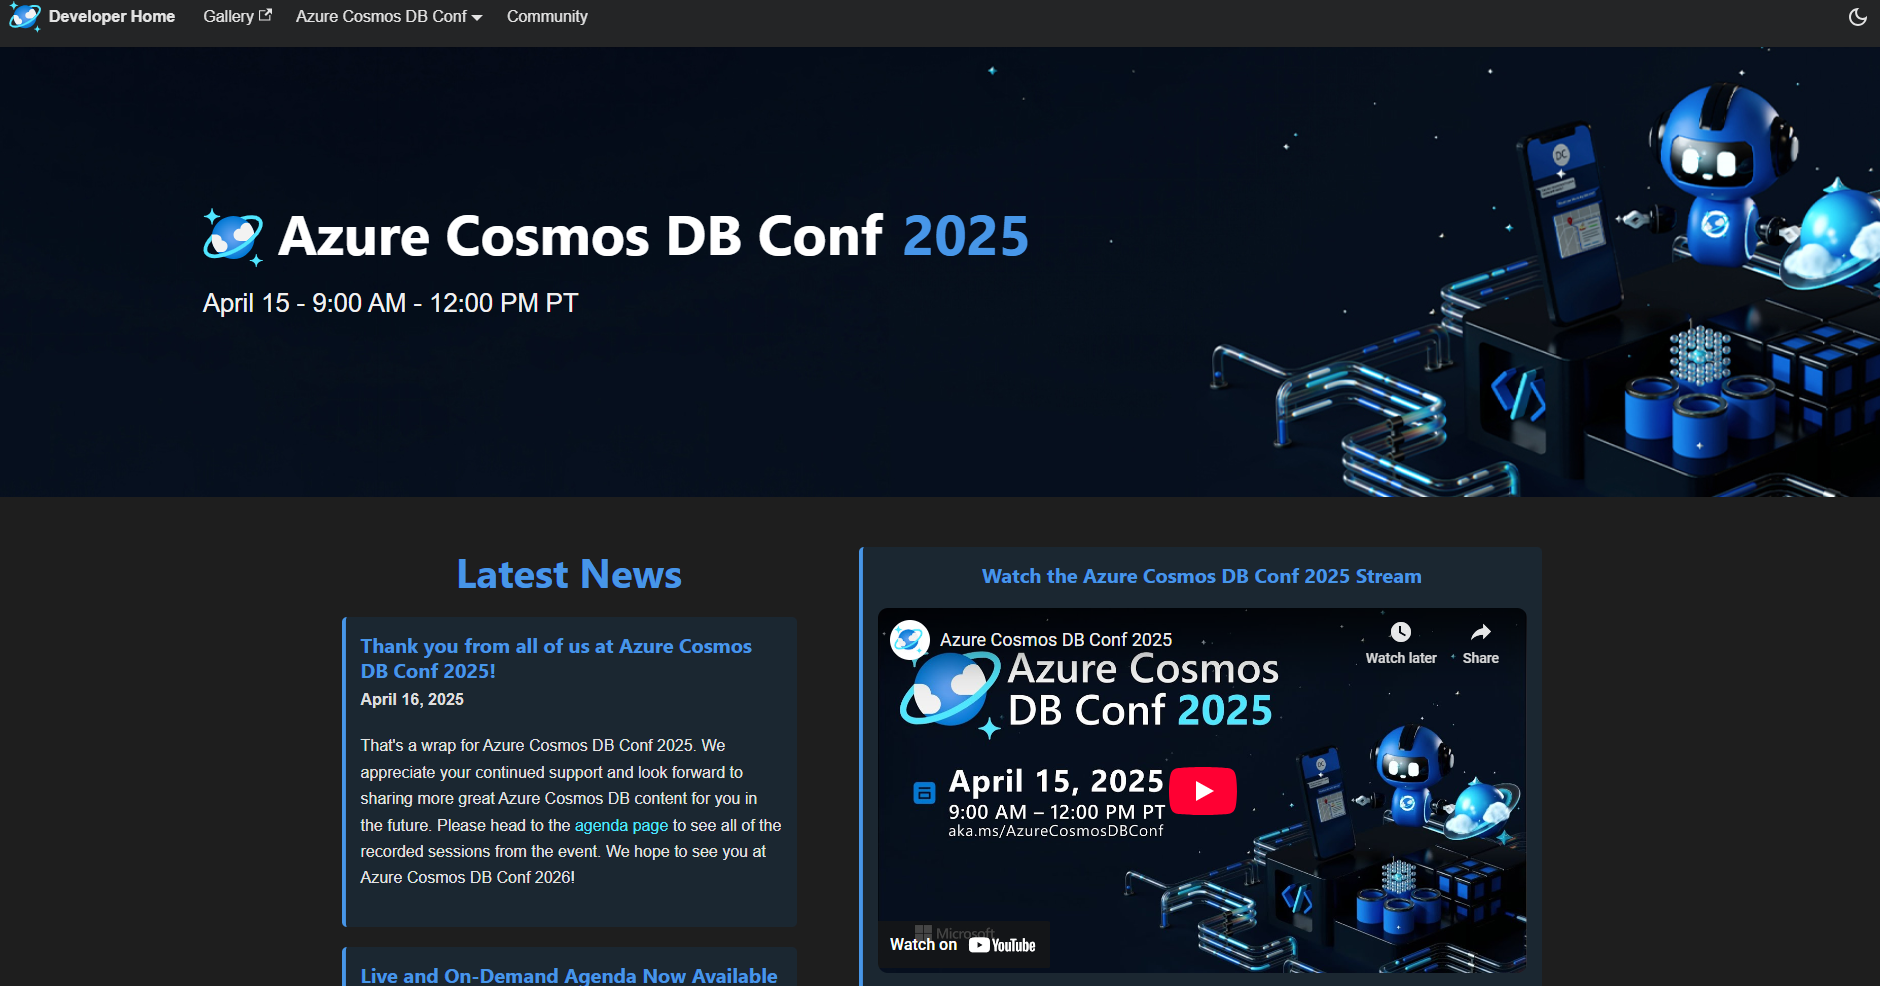 Developer Home
Gallery
Azure Cosmos DB Conf
Community
Azure Cosmos DB Conf 2025
April 15 - 9:00 AM - 12:00 PM PT
DC
Latest News
Thank you from all of us at Azure Cosmos
DB Conf 2025!
April 16, 2025
That's a wrap for Azure Cosmos DB Conf 2025. We
appreciate your continued support and look forward to
sharing more great Azure Cosmos DB content for you in
the future. Please head to the agenda page to see all of the
recorded sessions from the event. We hope to see you at
Azure Cosmos DB Conf 2026!
Live and On-Demand Agenda Now Available
Watch the Azure Cosmos DB Conf 2025 Stream
Azure Cosmos DB Conf 2025
Watch later
Share
Azure Cosmos
DB Conf 2025
April 15, 2025
9:00 AM – 12:00 PM PT
aka.ms/AzureCosmosDBConf
DC
Microsoft
Watch on YouTube